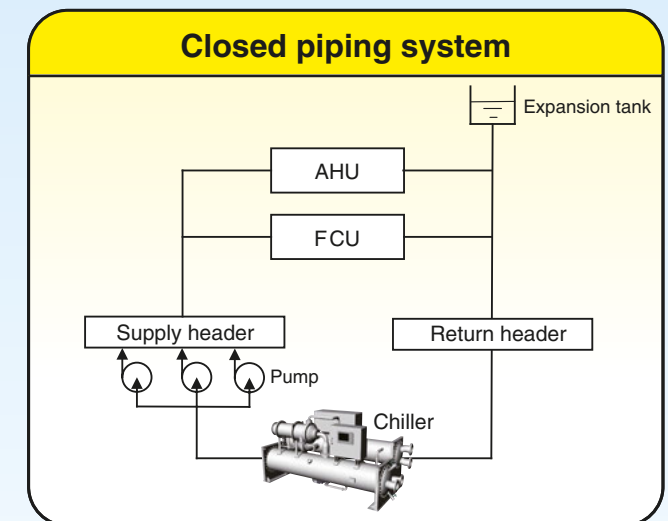 Closed piping system
Expansion tank
AHU
FCU
Supply header
Return header
Pump
Chiller